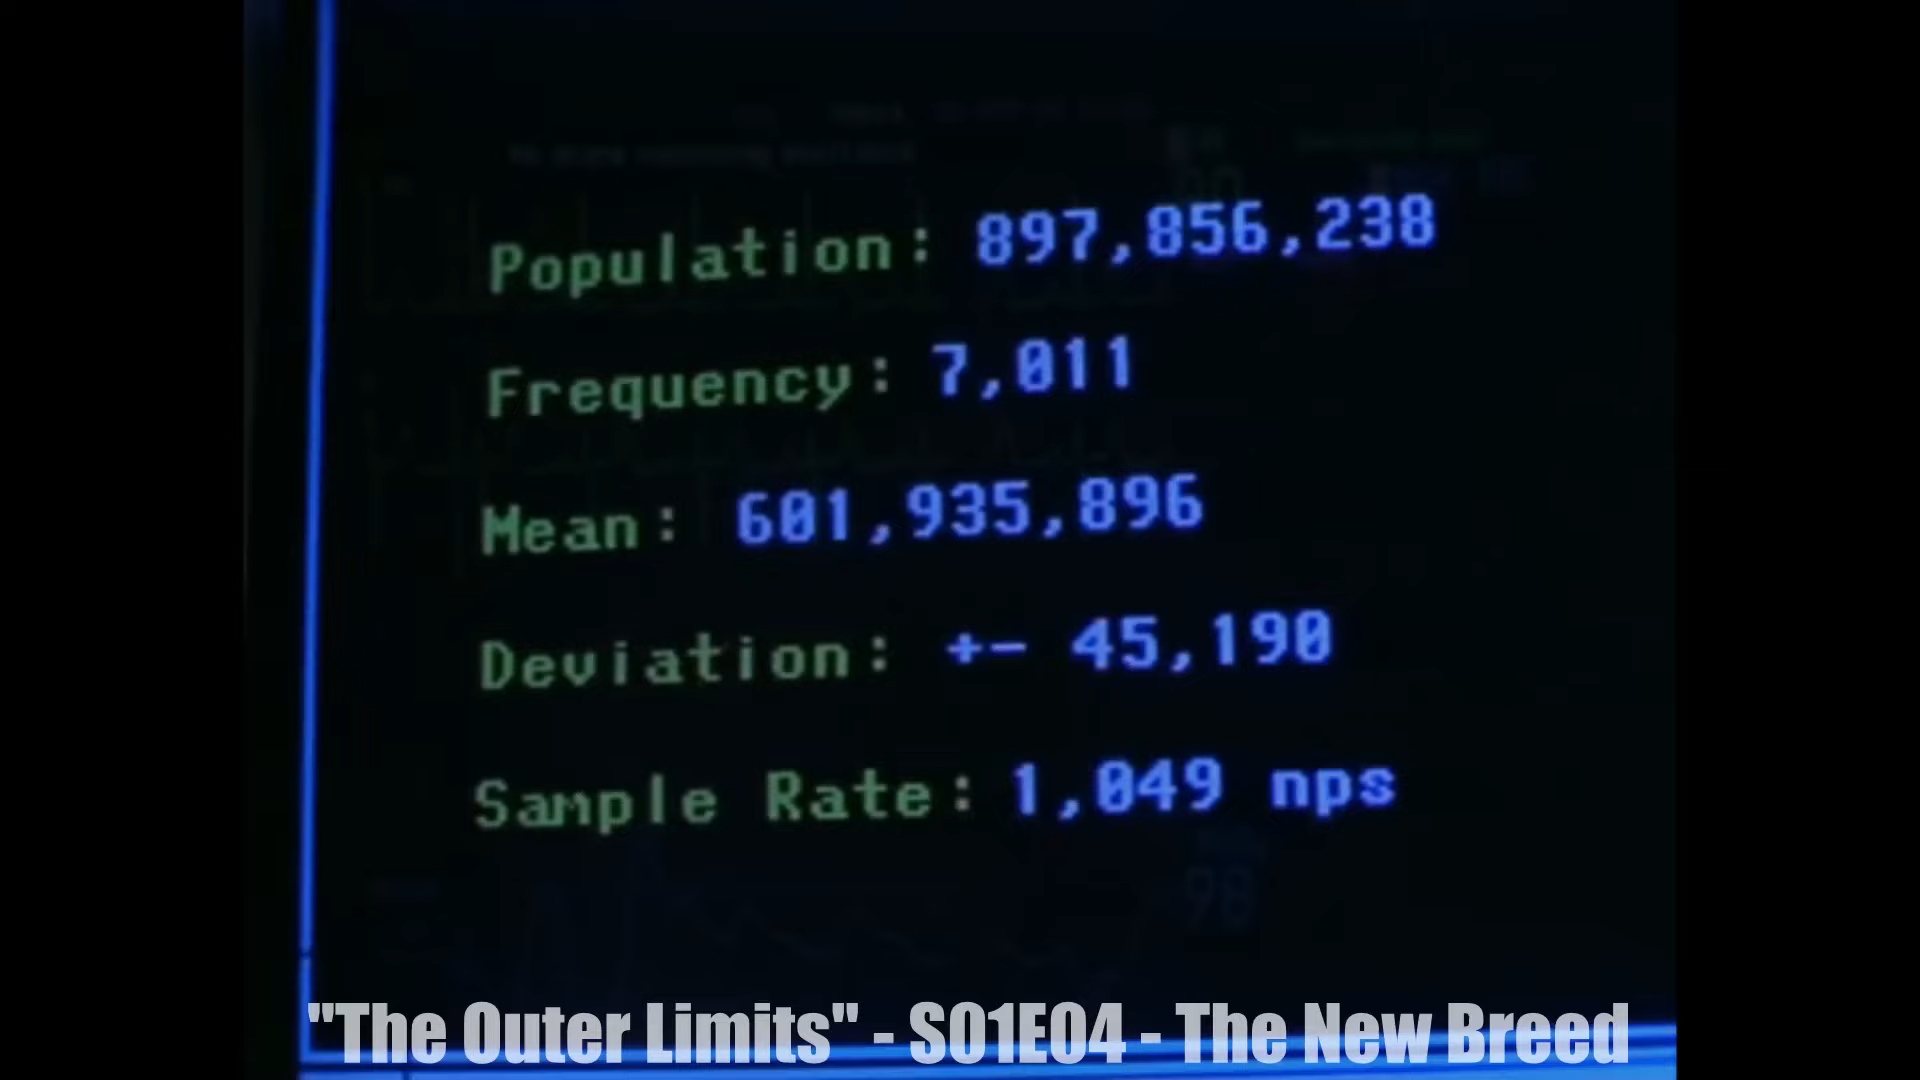 Population: 897,856,238
Frequency: 7,011
Mean: 601,935,896
Deviation: +- 45,190
Sample Rate: 1,049 nps
98
"The Outer Limits" - S01E04 - The New Breed